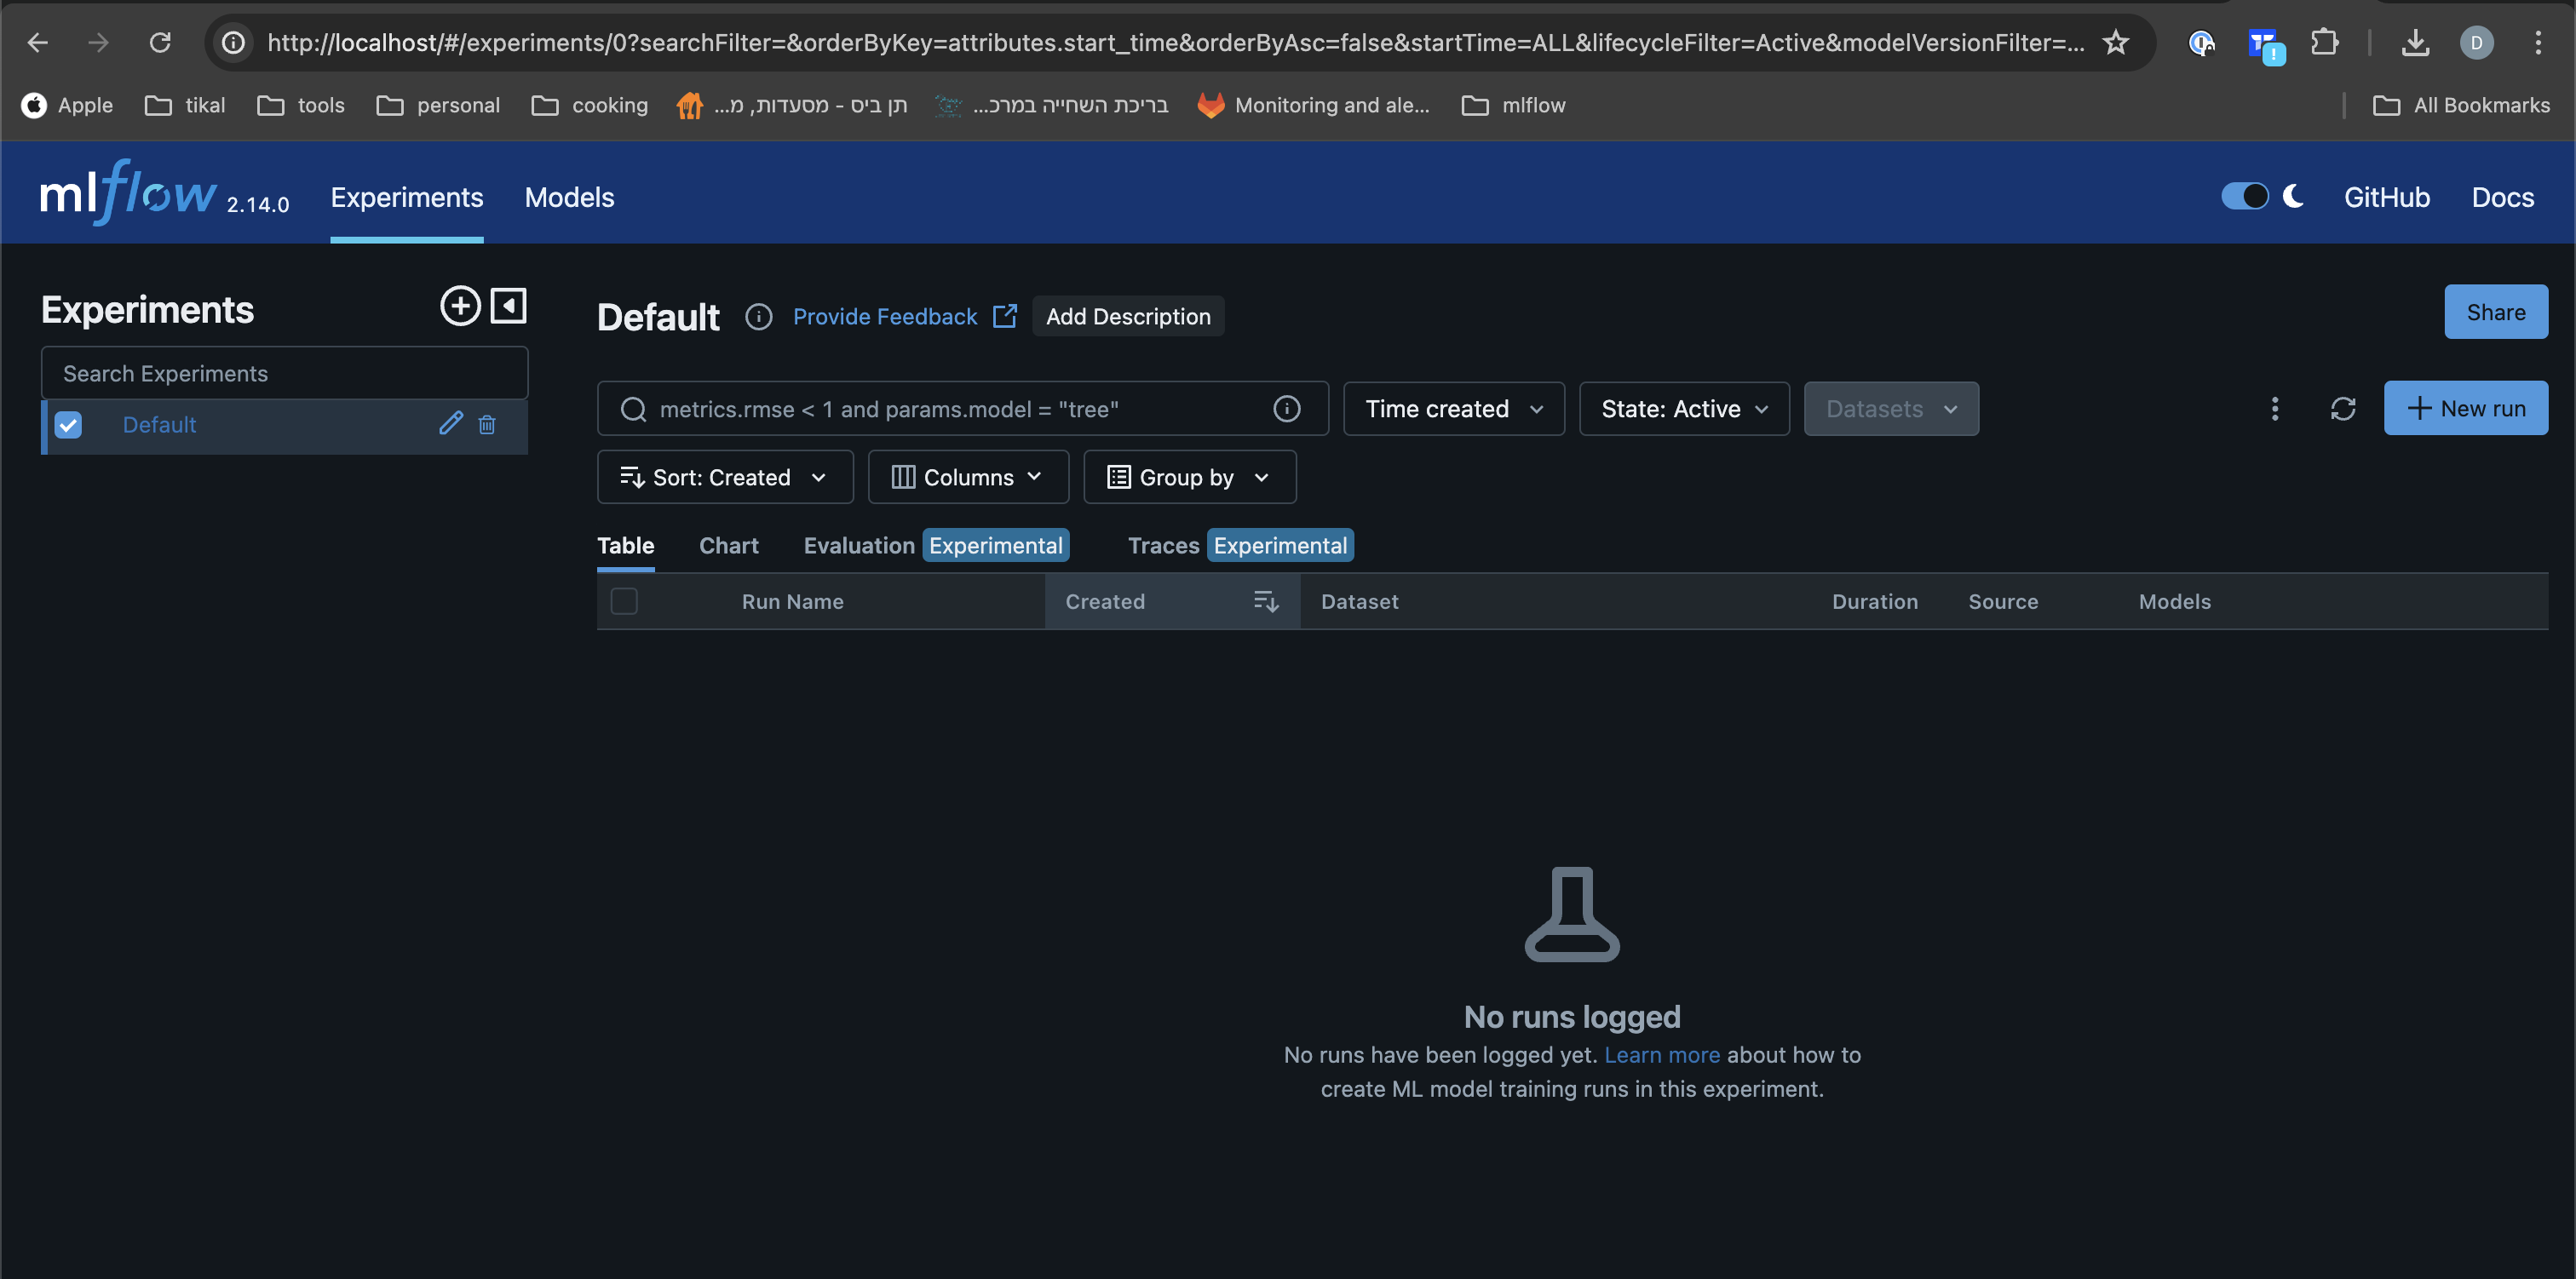 http://localhost/#/experiments/0?searchFilter=&orderByKey=attributes.start_time&orderByAsc=false&startTime=ALL&lifecycleFilter=Active&modelVersionFilter=...
D
Apple
tikal
tools
personal
cooking
תן ביס - מסעדות, מ...
בריכת השחייה במרכ...
Monitoring and ale...
mlflow
All Bookmarks
mlflow 2.14.0
Experiments
Models
GitHub
Docs
Experiments
Search Experiments
Default
Default
Provide Feedback
Add Description
Share
metrics.rmse < 1 and params.model = "tree"
Time created
State: Active
Datasets
New run
Sort: Created
Columns
Group by
Table
Chart
Evaluation Experimental
Traces Experimental
Run Name
Created
Dataset
Duration
Source
Models
No runs logged
No runs have been logged yet. Learn more about how to
create ML model training runs in this experiment.